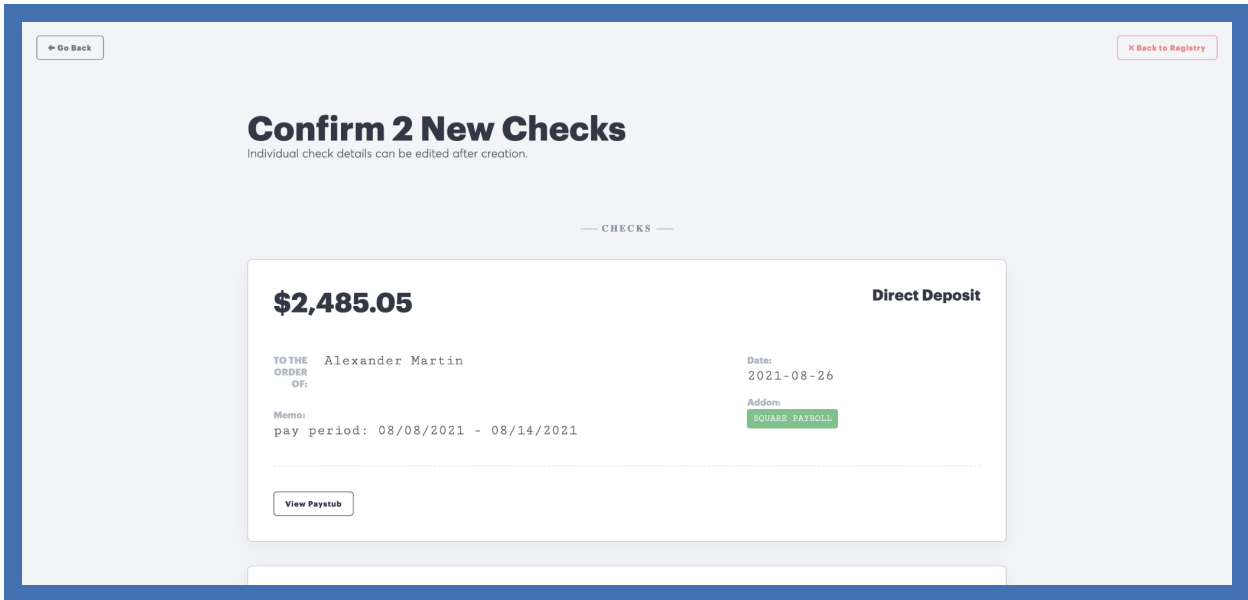 ← Go Back
× Back to Registry
Confirm 2 New Checks
Individual check details can be edited after creation.
— CHECKS —
$2,485.05
Direct Deposit
TO THE
ORDER
OF:
Alexander Martin
Date:
2021-08-26
Memo:
pay period: 08/08/2021 - 08/14/2021
Addon:
SQUARE PAYROLL
View Paystub